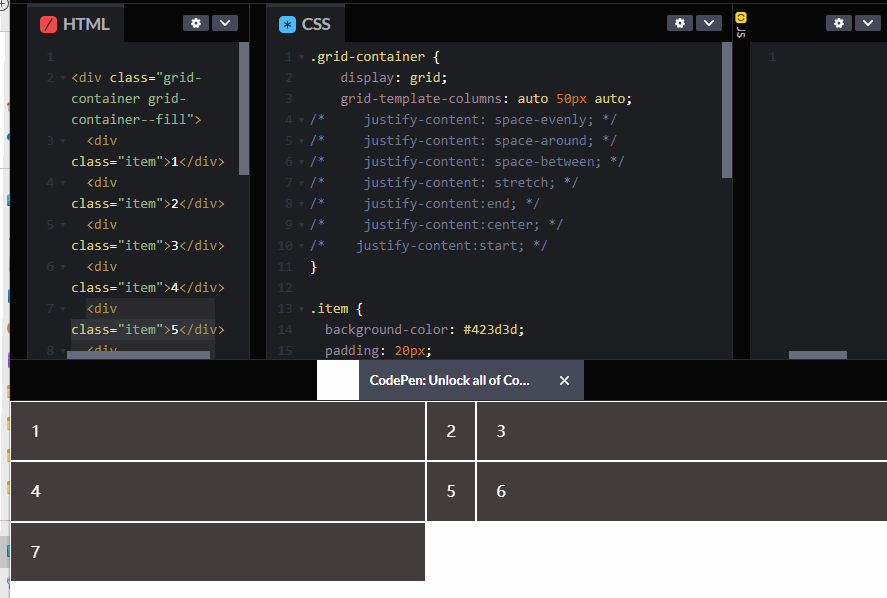 HTML
1
2 <div class="grid-
container grid-
container--fill">
3 <div
class="item">1</div>
4 <div
class="item">2</div>
5 <div
class="item">3</div>
6 <div
class="item">4</div>
7 <div
class="item">5</div>
8 <div
CSS
1 .grid-container {
2 display: grid;
3 grid-template-columns: auto 50px auto;
4 /* justify-content: space-evenly; */
5 /* justify-content: space-around; */
6 /* justify-content: space-between; */
7 /* justify-content: stretch; */
8 /* justify-content:end; */
9 /* justify-content:center; */
10 /* justify-content:start; */
11 }
12
13 .item {
14 background-color: #423d3d;
15 padding: 20px;
JS
1
CodePen: Unlock all of Co...
1 2 3
4 5 6
7